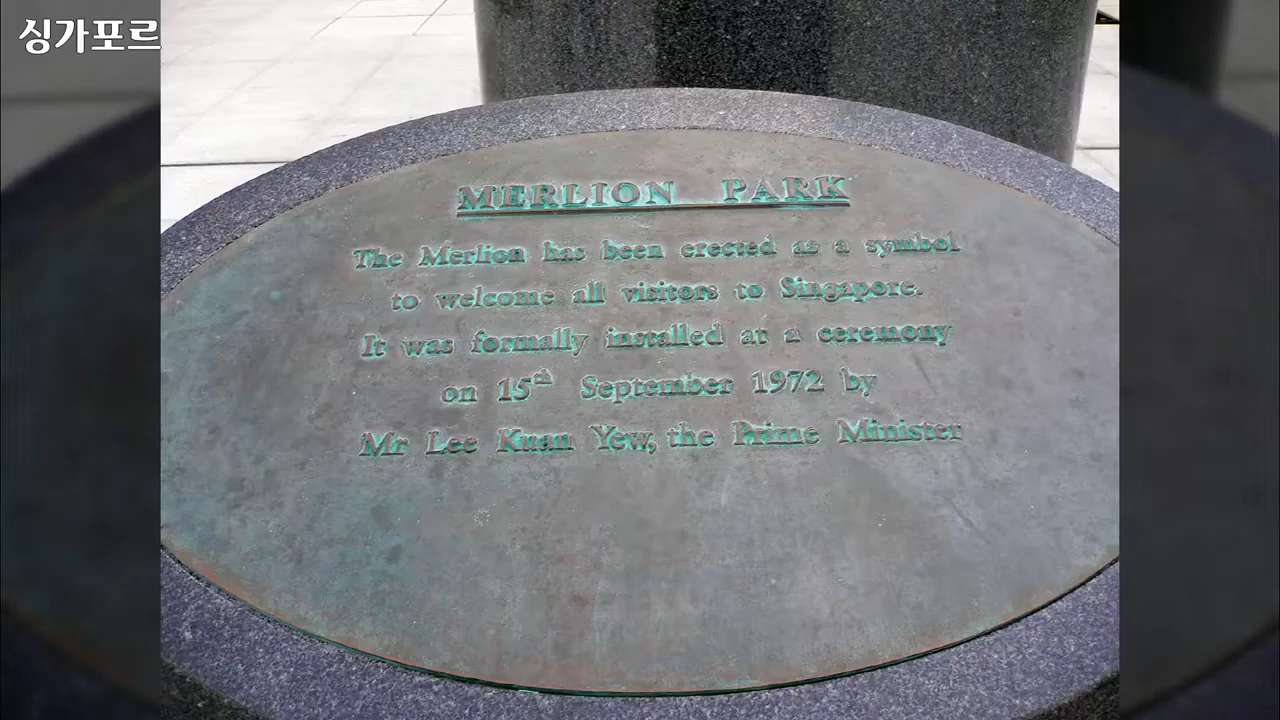 싱가포르
MERLION PARK
The Merlion has been erected as a symbol
to welcome all visitors to Singapore.
It was formally installed at a ceremony
on 15th September 1972 by
Mr Lee Kuan Yew, the Prime Minister